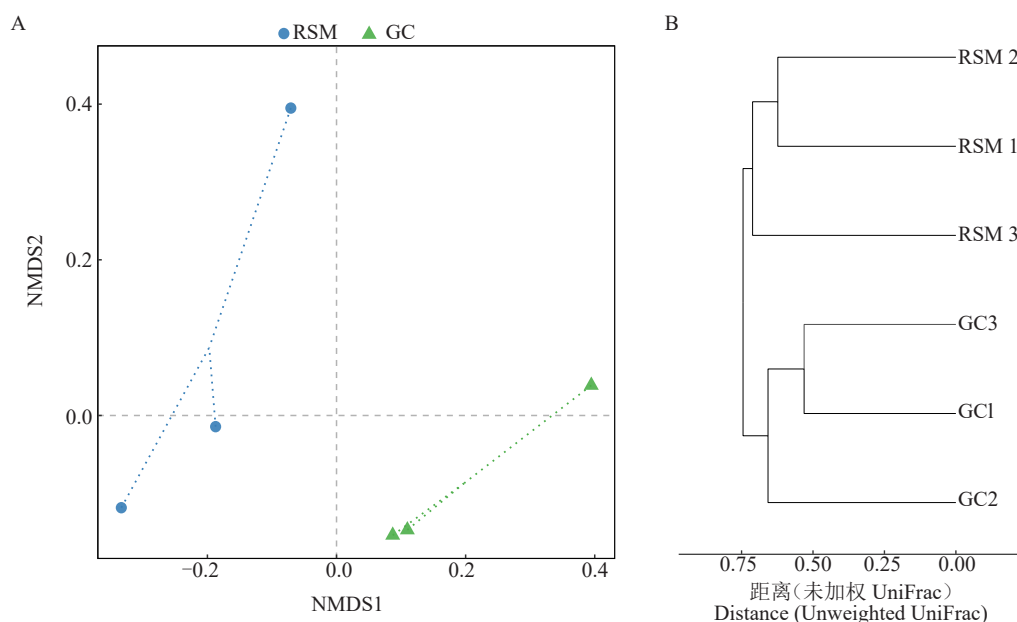 A
RSM GC
0.4
0.2
0.0
NMDS2
−0.2 0.0 0.2 0.4
NMDS1
B
RSM 2
RSM 1
RSM 3
GC3
GCl
GC2
0.75 0.50 0.25 0.00
距离(未加权 UniFrac)
Distance (Unweighted UniFrac)